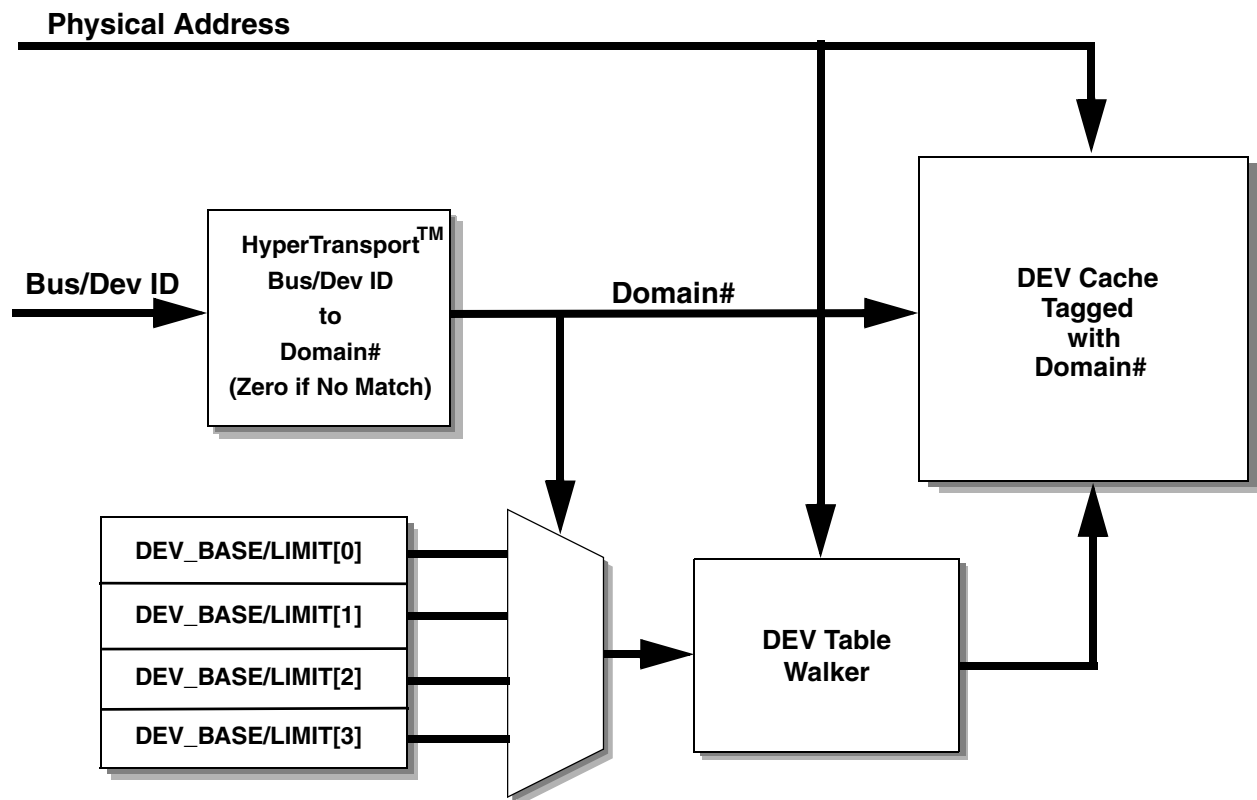 Physical Address
HyperTransport™
Bus/Dev ID
to
Domain#
(Zero if No Match)
Bus/Dev ID
Domain#
DEV Cache
Tagged
with
Domain#
DEV_BASE/LIMIT[0]
DEV_BASE/LIMIT[1]
DEV_BASE/LIMIT[2]
DEV_BASE/LIMIT[3]
DEV Table
Walker